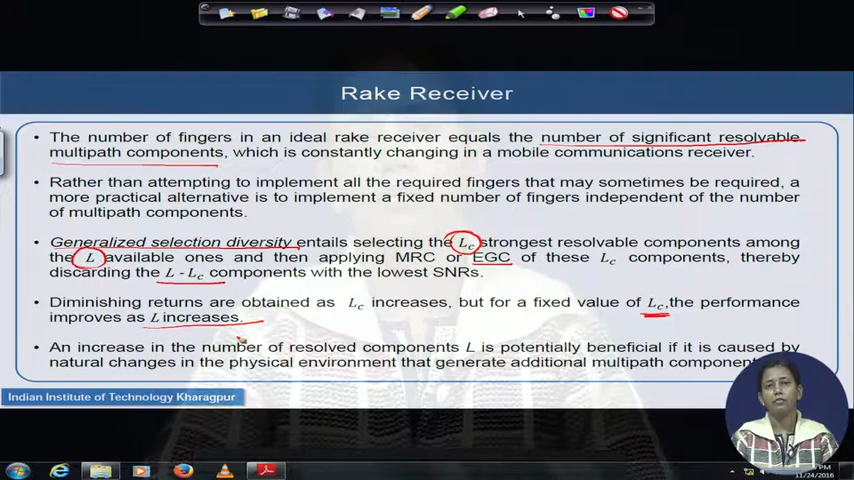 Rake Receiver
• The number of fingers in an ideal rake receiver equals the number of significant resolvable
multipath components, which is constantly changing in a mobile communications receiver.
• Rather than attempting to implement all the required fingers that may sometimes be required, a
more practical alternative is to implement a fixed number of fingers independent of the number
of multipath components.
• Generalized selection diversity entails selecting the Lc strongest resolvable components among
the L available ones and then applying MRC or EGC of these Lc components, thereby
discarding the L - Lc components with the lowest SNRs.
• Diminishing returns are obtained as Lc increases, but for a fixed value of Lc, the performance
improves as L increases.
• An increase in the number of resolved components L is potentially beneficial if it is caused by
natural changes in the physical environment that generate additional multipath component
Indian Institute of Technology Kharagpur
PM
11/24/2016